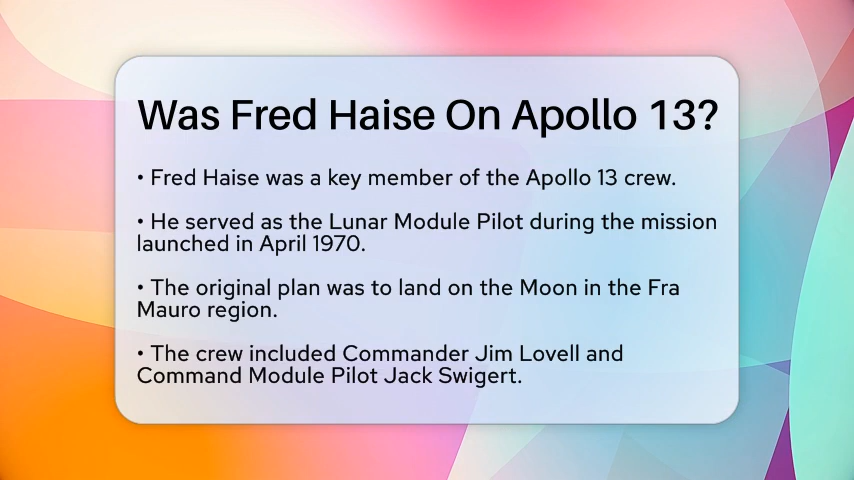 Was Fred Haise On Apollo 13?
• Fred Haise was a key member of the Apollo 13 crew.
• He served as the Lunar Module Pilot during the mission
launched in April 1970.
• The original plan was to land on the Moon in the Fra
Mauro region.
• The crew included Commander Jim Lovell and
Command Module Pilot Jack Swigert.